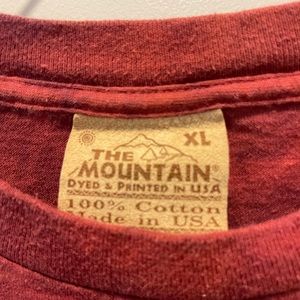 XL
THE
MOUNTAIN®
DYED & PRINTED IN USA
100% Cotton
Made in USA